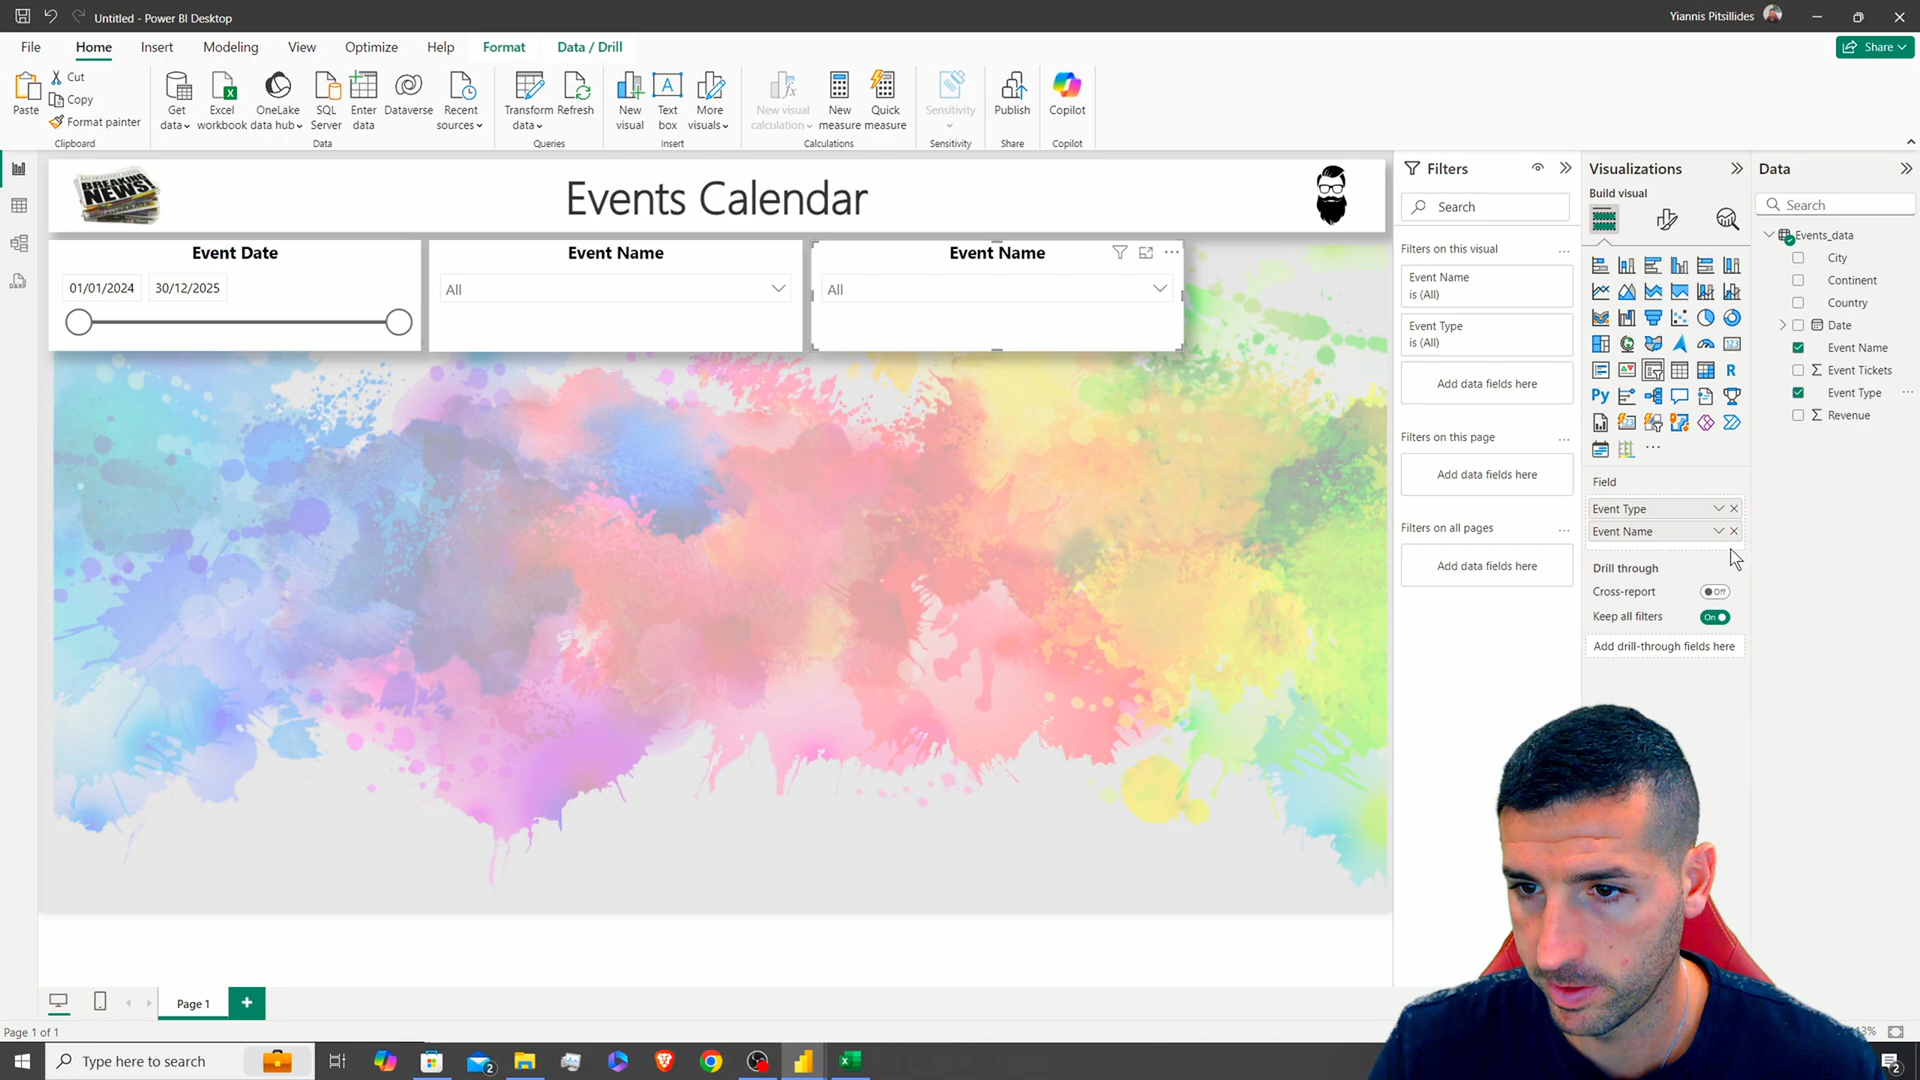 Untitled - Power BI Desktop
Yiannis Pitsillides
File
Home
Insert
Modeling
View
Optimize
Help
Format
Data / Drill
Share
Paste
Cut
Copy
Format painter
Clipboard
Get data
Excel workbook
OneLake data hub
SQL Server
Enter data
Dataverse
Recent sources
Data
Transform data
Refresh
Queries
New visual
Text box
More visuals
Insert
New visual calculation
New measure
Quick measure
Calculations
Sensitivity
Sensitivity
Publish
Share
Copilot
Copilot
BREAKING NEWS!
Events Calendar
Event Date
01/01/2024
30/12/2025
Event Name
All
Event Name
All
Filters
Search
Filters on this visual
Event Name
is (All)
Event Type
is (All)
Add data fields here
Filters on this page
Add data fields here
Filters on all pages
Add data fields here
Visualizations
Build visual
Field
Event Type
Event Name
Drill through
Cross-report
Off
Keep all filters
On
Add drill-through fields here
Data
Search
Events_data
City
Continent
Country
Date
Event Name
Event Tickets
Event Type
Revenue
Page 1
Page 1 of 1
Type here to search